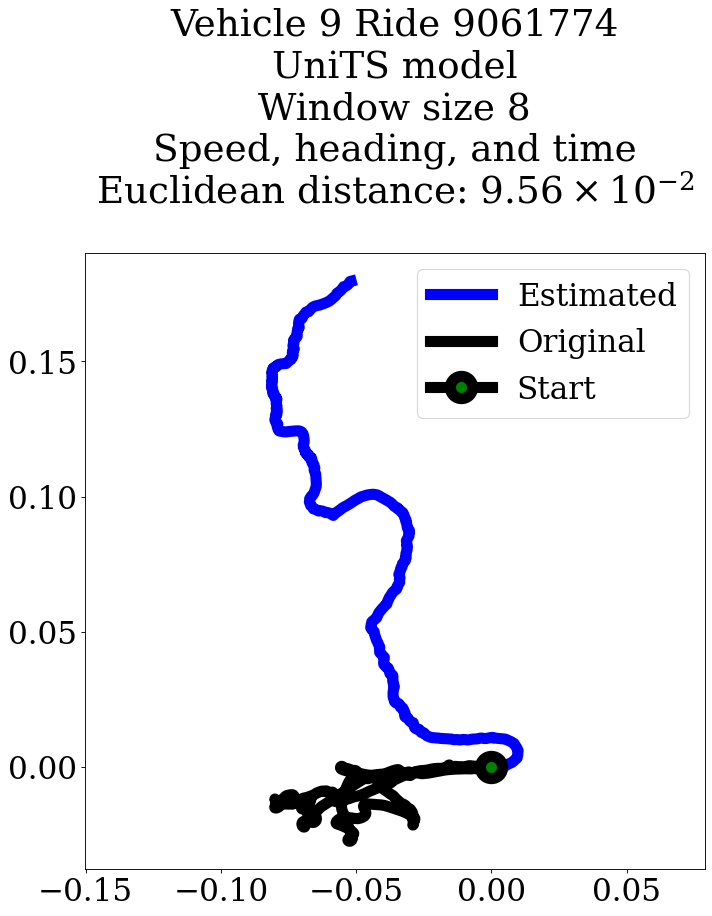 Vehicle 9 Ride 9061774
UniTS model
Window size 8
Speed, heading, and time
Euclidean distance: 9.56 × 10⁻²
Estimated
Original
Start
0.15
0.10
0.05
0.00
−0.15 −0.10 −0.05 0.00 0.05